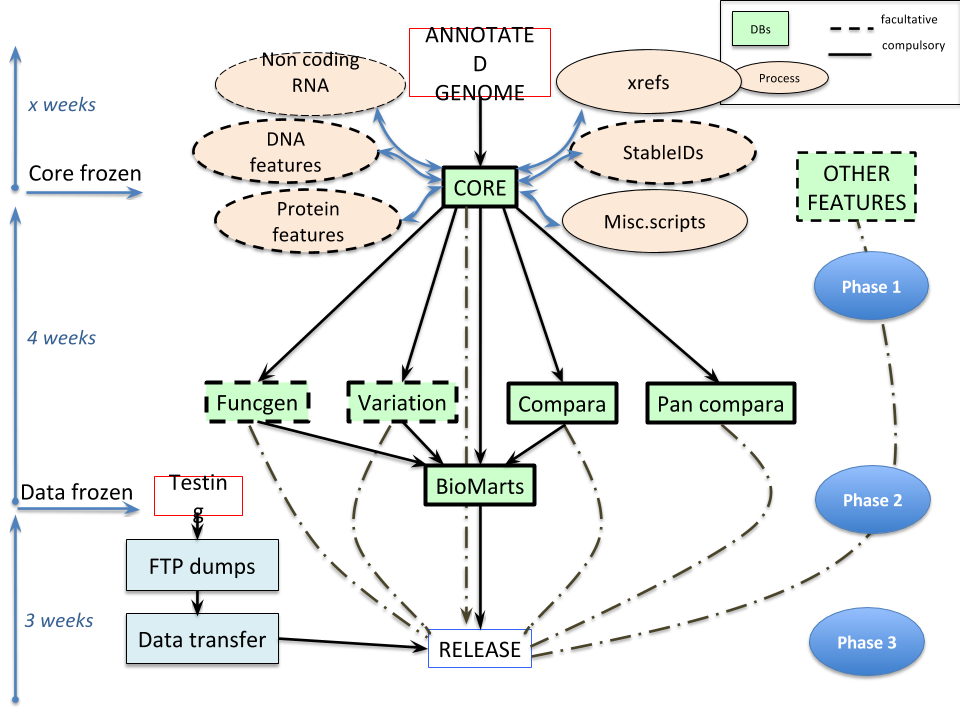 ANNOTATE
D
GENOME
DBs
facultative
compulsory
Process
Non coding
RNA
xrefs
x weeks
DNA
features
StableIDs
Core frozen
CORE
OTHER
FEATURES
Protein
features
Misc.scripts
Phase 1
4 weeks
Funcgen
Variation
Compara
Pan compara
BioMarts
Data frozen
Testin
g
Phase 2
FTP dumps
3 weeks
Data transfer
RELEASE
Phase 3